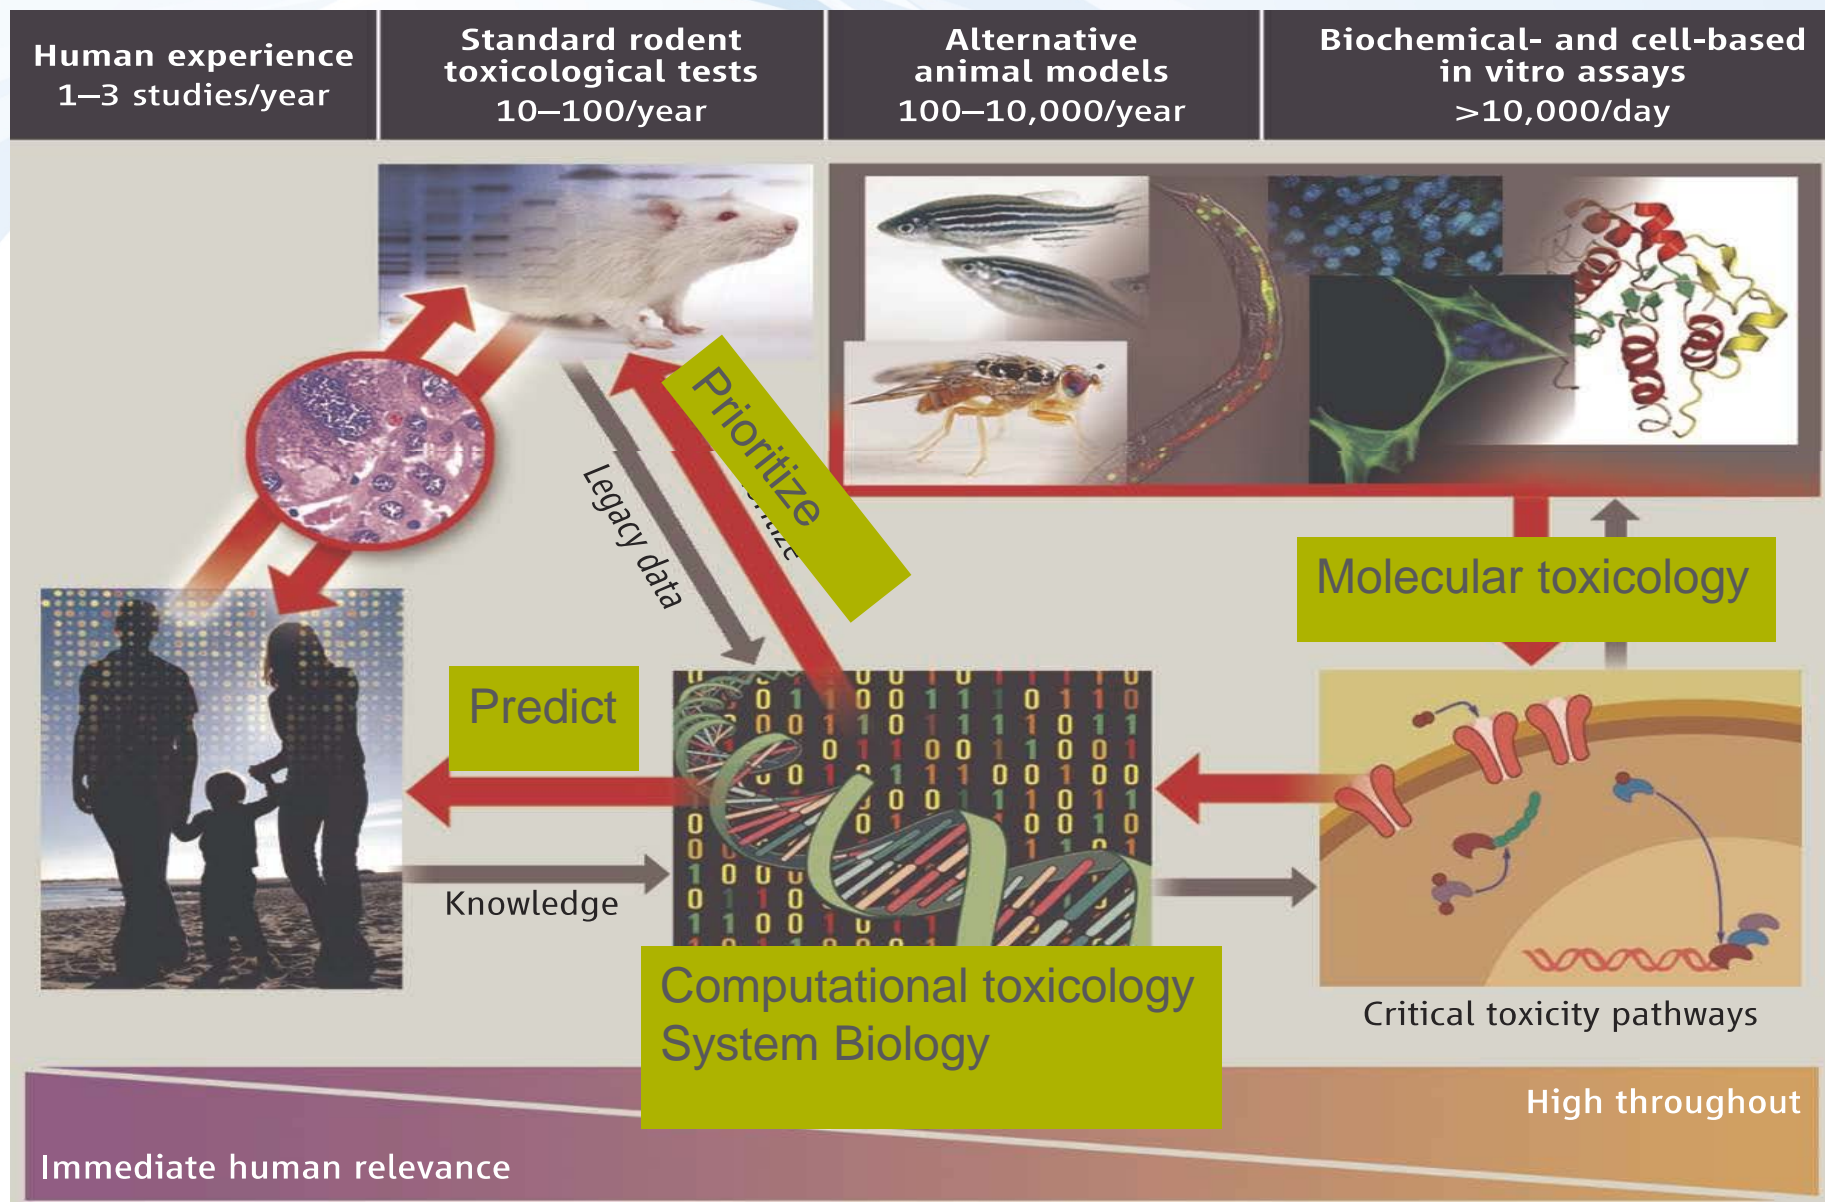 Human experience
1–3 studies/year
Standard rodent
toxicological tests
10–100/year
Alternative
animal models
100–10,000/year
Biochemical- and cell-based
in vitro assays
>10,000/day
Prioritize
Legacy data
Molecular toxicology
Predict
Knowledge
Computational toxicology
System Biology
Critical toxicity pathways
High throughout
Immediate human relevance